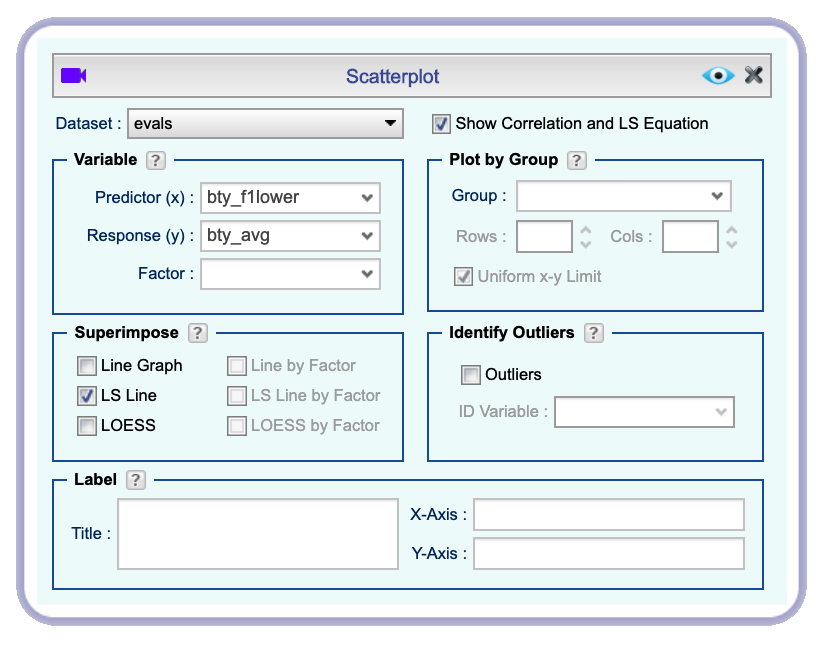 Scatterplot
Dataset : evals
Show Correlation and LS Equation
Variable ?
Predictor (x) : bty_f1lower
Response (y) : bty_avg
Factor :
Plot by Group ?
Group :
Rows : Cols :
Uniform x-y Limit
Superimpose ?
Line Graph Line by Factor
LS Line LS Line by Factor
LOESS LOESS by Factor
Identify Outliers ?
Outliers
ID Variable :
Label ?
Title :
X-Axis :
Y-Axis :